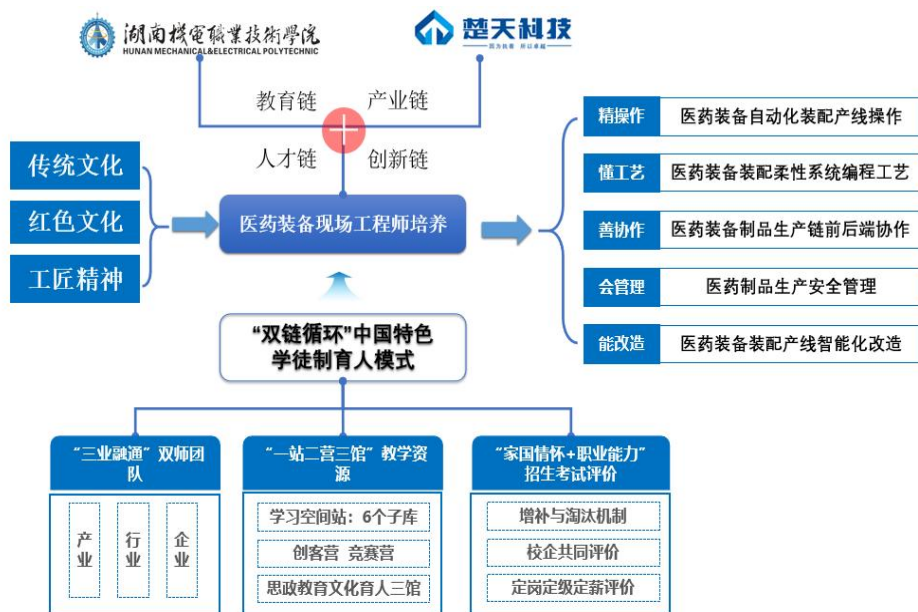 湖南機電職業技術學院
HUNAN MECHANICAL&ELECTRICAL POLYTECHNIC
楚天科技
因为执着 所以卓越
教育链
产业链
人才链
创新链
传统文化
红色文化
工匠精神
医药装备现场工程师培养
精操作
医药装备自动化装配产线操作
懂工艺
医药装备装配柔性系统编程工艺
善协作
医药装备制品生产链前后端协作
会管理
医药制品生产安全管理
能改造
医药装备装配产线智能化改造
“双链循环”中国特色
学徒制育人模式
“三业融通”双师团
队
产业
行业
企业
“一站二营三馆”教学资
源
学习空间站：6个子库
创客营 竞赛营
思政教育文化育人三馆
“家国情怀+职业能力”
招生考试评价
增补与淘汰机制
校企共同评价
定岗定级定薪评价